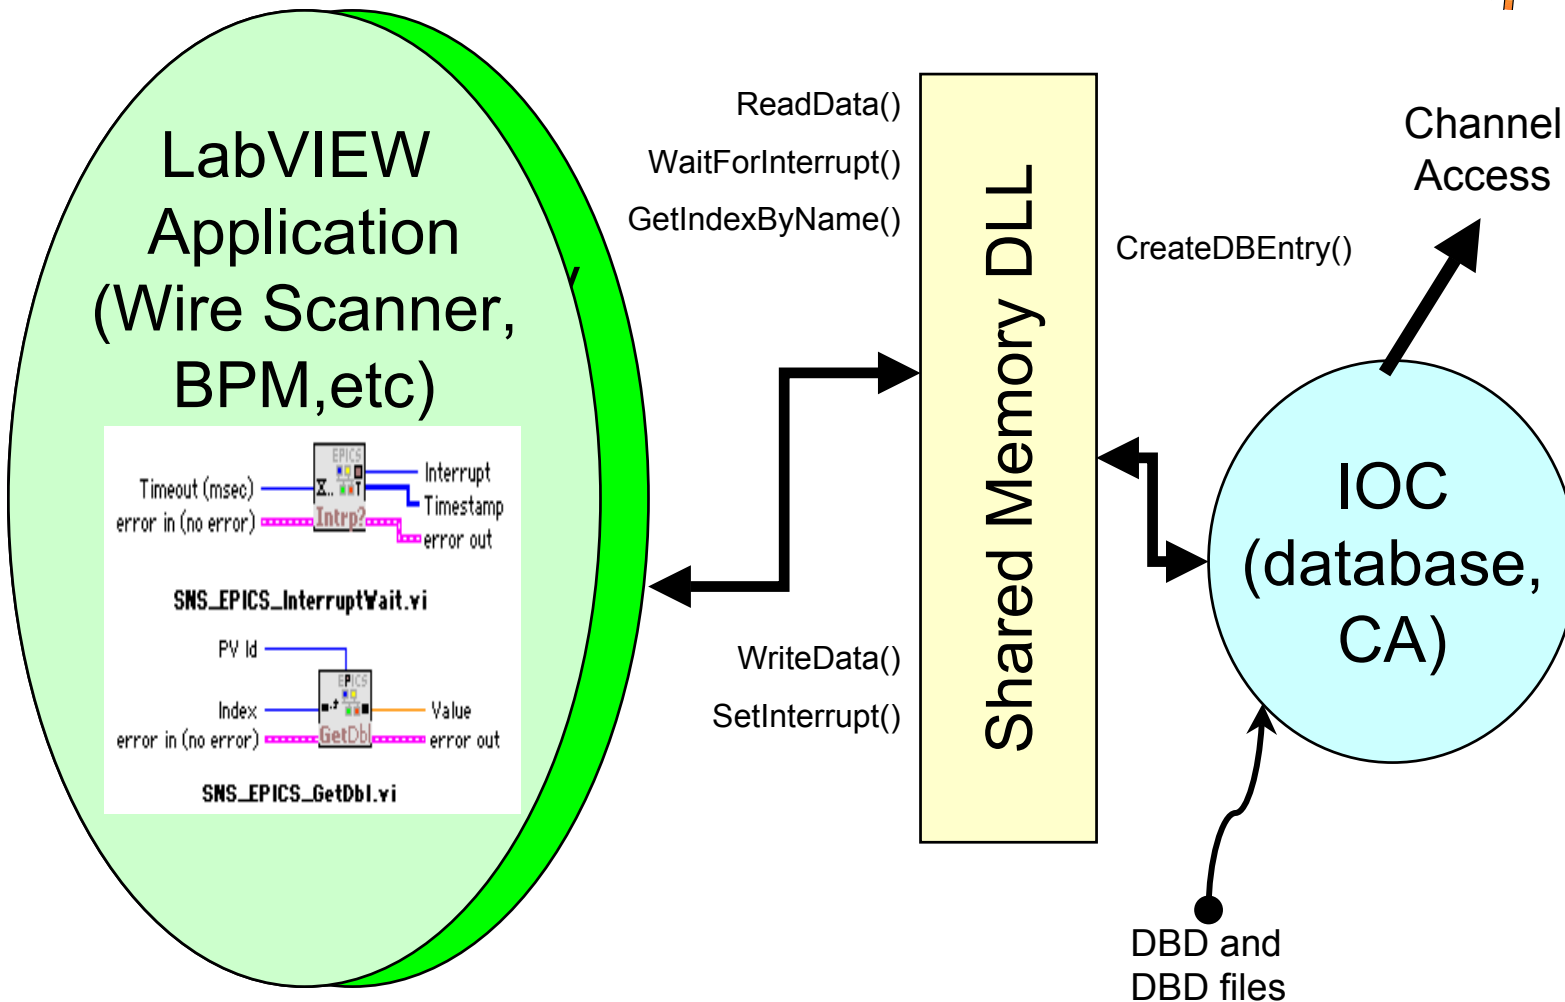 LabVIEW
Application
(Wire Scanner,
BPM,etc)
EPICS
Timeout (msec)
Interrupt
Timestamp
error in (no error)
Intrp?
error out
SNS_EPICS_InterruptWait.vi
PV Id
EPICS
Index
Value
error in (no error)
GetDbl
error out
SNS_EPICS_GetDbl.vi
ReadData()
WaitForInterrupt()
GetIndexByName()
WriteData()
SetInterrupt()
Shared Memory DLL
CreateDBEntry()
Channel
Access
IOC
(database,
CA)
DBD and
DBD files